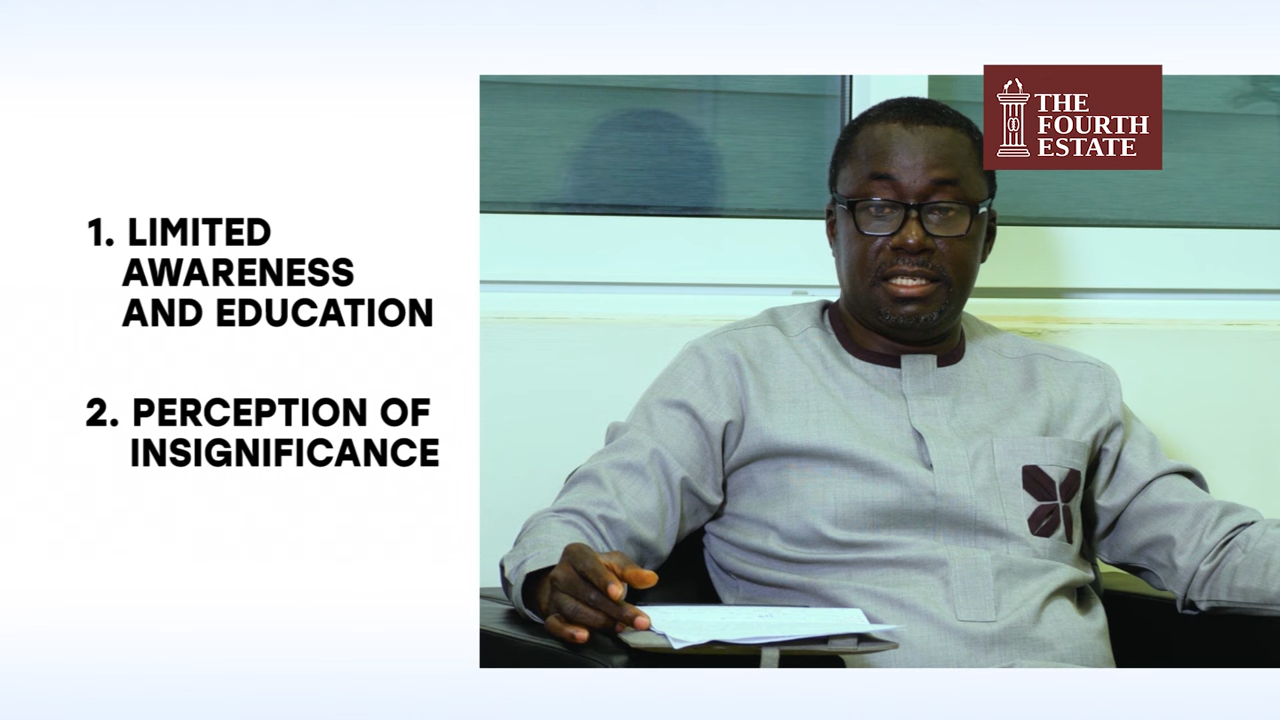 1. LIMITED
AWARENESS
AND EDUCATION
2. PERCEPTION OF
INSIGNIFICANCE
THE
FOURTH
ESTATE